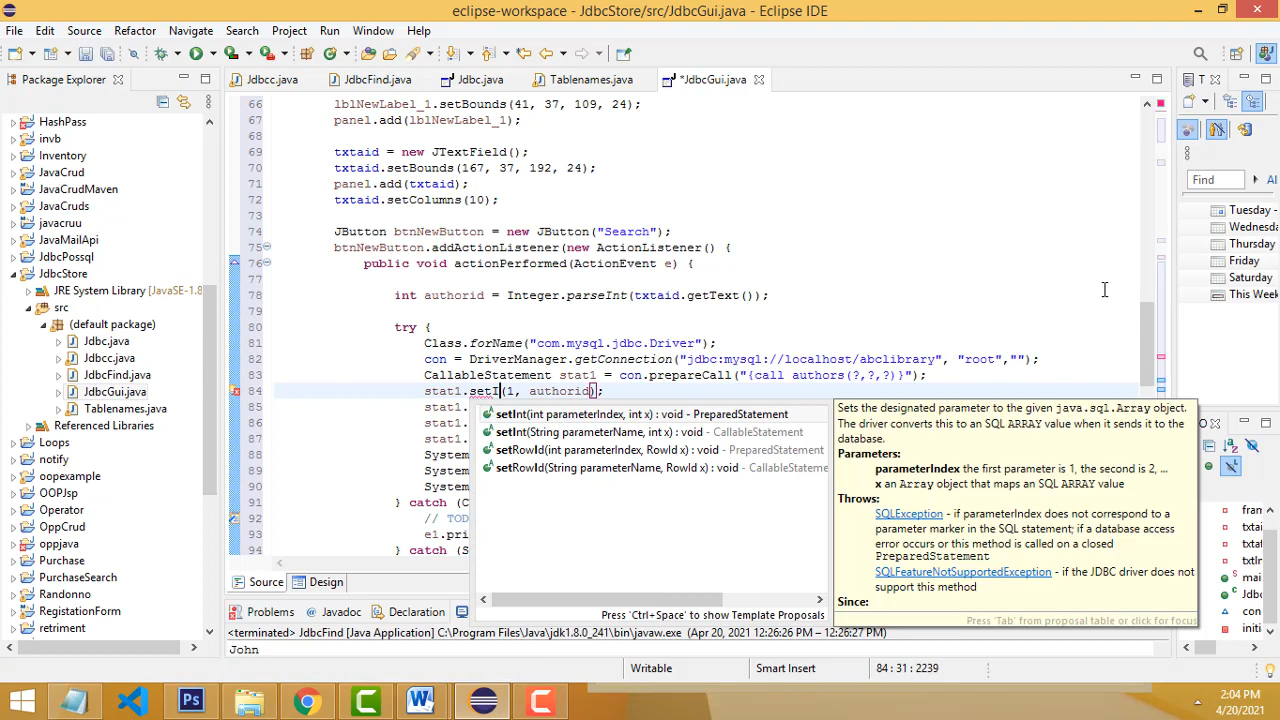 eclipse-workspace - JdbcStore/src/JdbcGui.java - Eclipse IDE
File Edit Source Refactor Navigate Search Project Run Window Help
Package Explorer
Jdbcc.java JdbcFind.java Jdbc.java Tablenames.java *JdbcGui.java T
HashPass
invb
Inventory
JavaCrud
JavaCrudMaven
JavaCruds
javacruu
JavaMailApi
JdbcPossql
JdbcStore
JRE System Library [JavaSE-1.8
src
(default package)
Jdbc.java
Jdbcc.java
JdbcFind.java
JdbcGui.java
Tablenames.java
Referenced Libraries
Loops
notify
oopexample
OOPJsp
Operator
OppCrud
oppjava
Purchase
PurchaseSearch
Randonno
RegistrationForm
retriment
66 lblNewLabel_1.setBounds(41, 37, 109, 24);
67 panel.add(lblNewLabel_1);
68
69 txtaid = new JTextField();
70 txtaid.setBounds(167, 37, 192, 24);
71 panel.add(txtaid);
72 txtaid.setColumns(10);
73
74 JButton btnNewButton = new JButton("Search");
75 btnNewButton.addActionListener(new ActionListener() {
76 public void actionPerformed(ActionEvent e) {
77
78 int authorid = Integer.parseInt(txtaid.getText());
79
80 try {
81 Class.forName("com.mysql.jdbc.Driver");
82 con = DriverManager.getConnection("jdbc:mysql://localhost/abclibrary", "root","");
83 CallableStatement stat1 = con.prepareCall("{call authors(?,?,?)}");
84 stat1.setI(1, authorid);
85 stat1.
86 stat1.
87 stat1.
88 System
89 System
90 System
91 } catch (C
92 // TOD
93 e1.pri
94 } catch (S
setInt(int parameterIndex, int x) : void - PreparedStatement
setInt(String parameterName, int x) : void - CallableStatement
setRowId(int parameterIndex, RowId x) : void - PreparedStatement
setRowId(String parameterName, RowId x) : void - CallableStateme
Press 'Ctrl+Space' to show Template Proposals
Sets the designated parameter to the given java.sql.Array object.
The driver converts this to an SQL ARRAY value when it sends it to the
database.
Parameters:
parameterIndex the first parameter is 1, the second is 2, ...
x an Array object that maps an SQL ARRAY value
Throws:
SQLException - if parameterIndex does not correspond to a
parameter marker in the SQL statement; if a database access
error occurs or this method is called on a closed
PreparedStatement
SQLFeatureNotSupportedException - if the JDBC driver does not
support this method
Since:
Press 'Tab' from proposal table or click for focus
Find Al
Tuesday -
Wednesda
Thursday
Friday
Saturday
This Week
O
fram
txtai
txtat
mai
Jdbc
con
initi
Source Design
Problems Javadoc Declaration
<terminated> JdbcFind [Java Application] C:\Program Files\Java\jdk1.8.0_241\bin\javaw.exe (Apr 20, 2021 12:26:26 PM – 12:26:27 PM)
John
Writable Smart Insert 84 : 31 : 2239
2:04 PM
4/20/2021